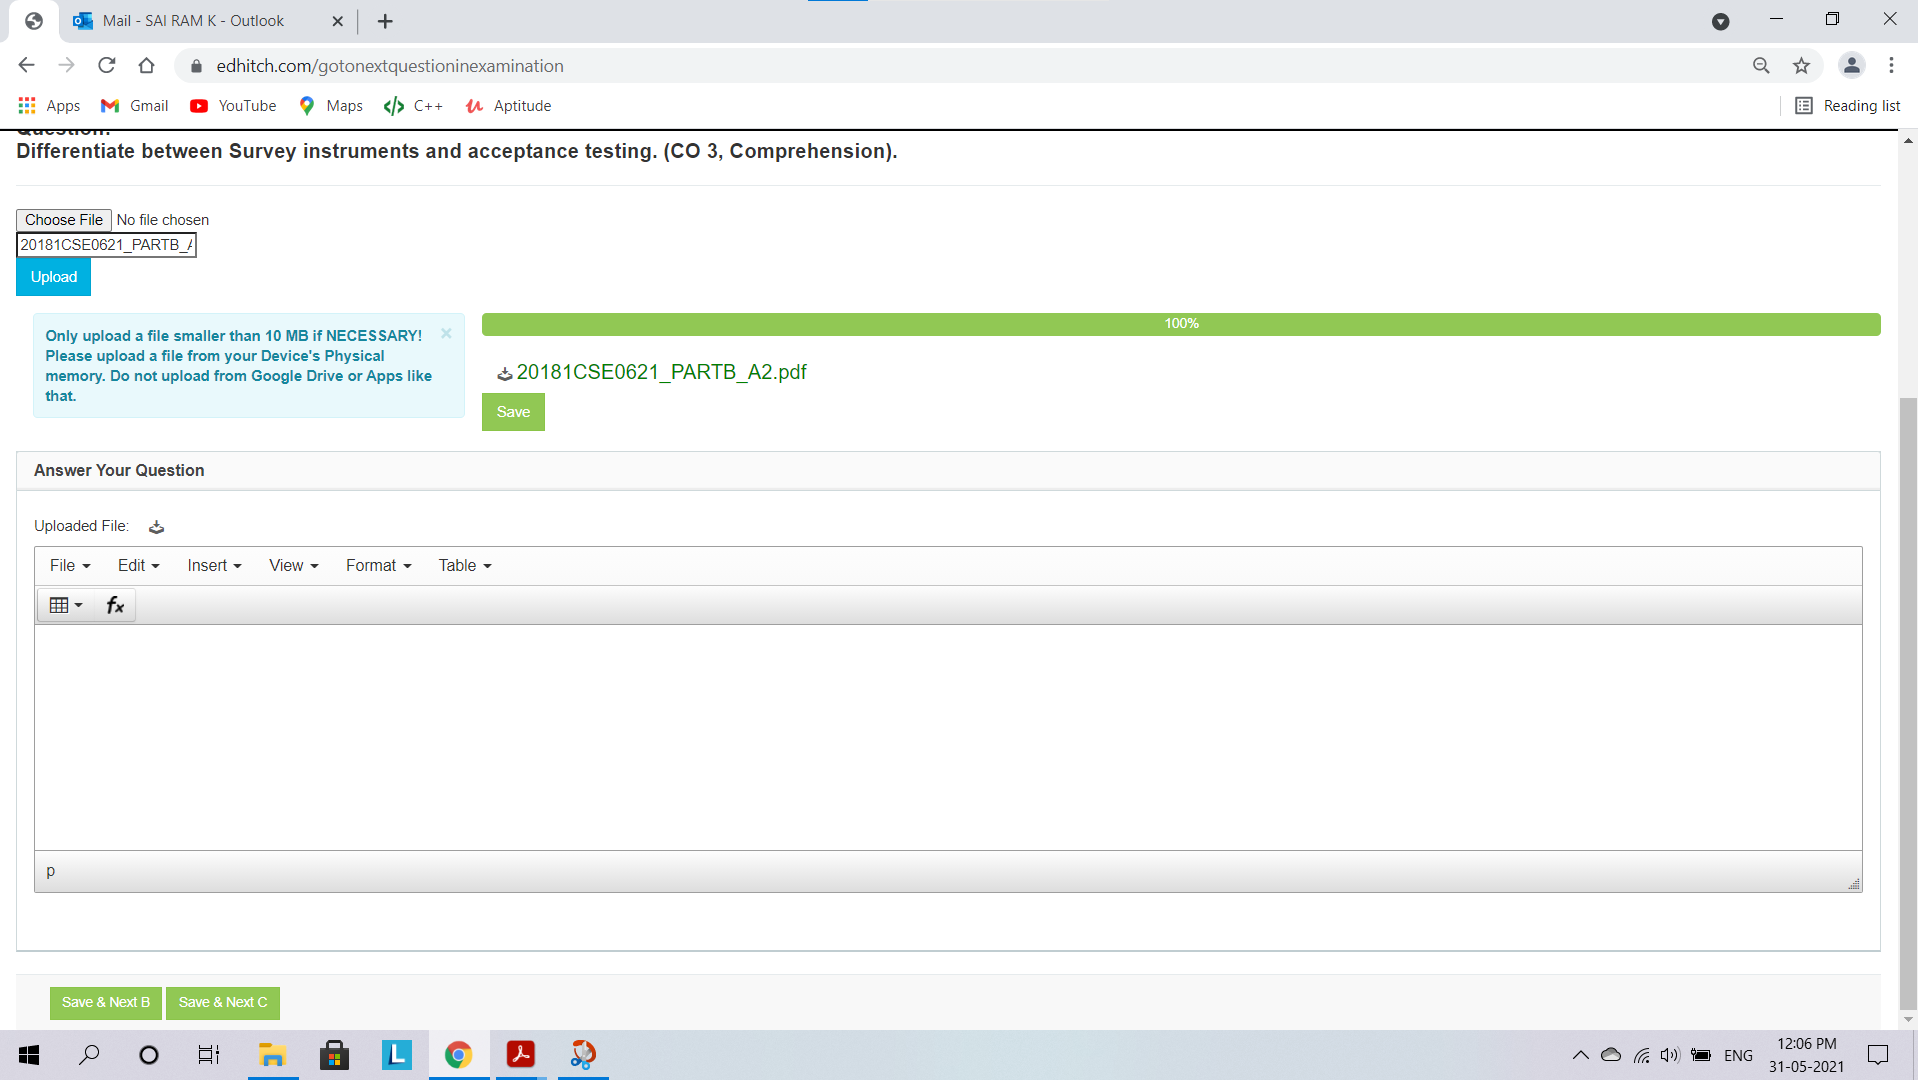 Mail - SAI RAM K - Outlook
edhitch.com/gotonextquestioninexamination
Apps Gmail YouTube Maps C++ Aptitude Reading list
Question:
Differentiate between Survey instruments and acceptance testing. (CO 3, Comprehension).
Choose File No file chosen
20181CSE0621_PARTB_A
Upload
Only upload a file smaller than 10 MB if NECESSARY!
Please upload a file from your Device's Physical
memory. Do not upload from Google Drive or Apps like
that.
100%
20181CSE0621_PARTB_A2.pdf
Save
Answer Your Question
Uploaded File:
File Edit Insert View Format Table
fx
p
Save & Next B Save & Next C
ENG
12:06 PM
31-05-2021